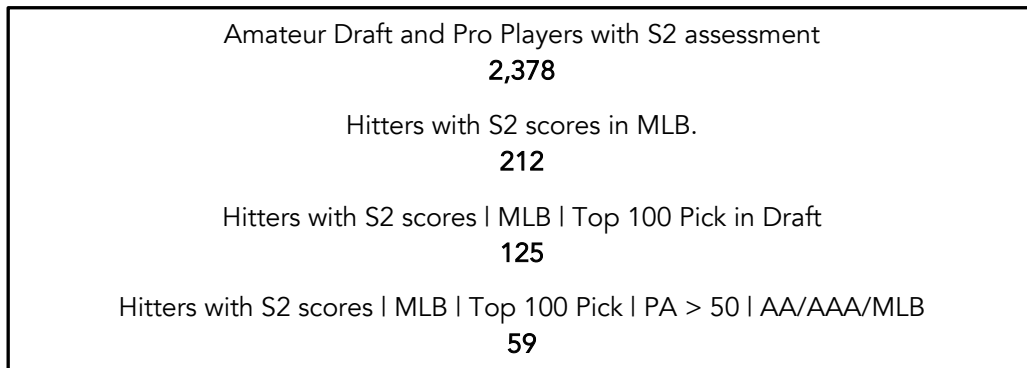 Amateur Draft and Pro Players with S2 assessment
2,378
Hitters with S2 scores in MLB.
212
Hitters with S2 scores | MLB | Top 100 Pick in Draft
125
Hitters with S2 scores | MLB | Top 100 Pick | PA > 50 | AA/AAA/MLB
59